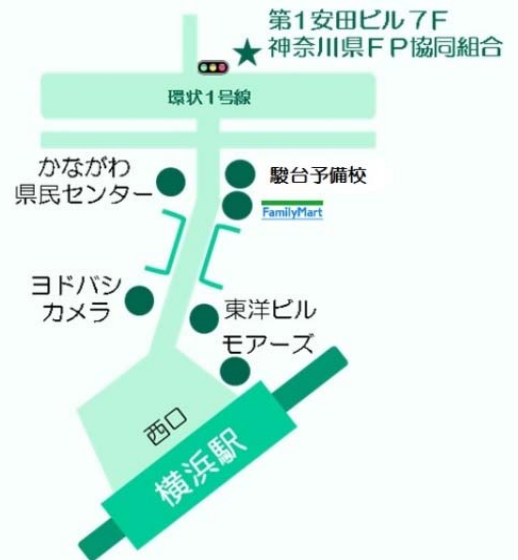 第1安田ビル7F
神奈川県FP協同組合
環状1号線
かながわ
県民センター
駿台予備校
FamilyMart
ヨドバシ
カメラ
東洋ビル
モアーズ
西口
横浜駅